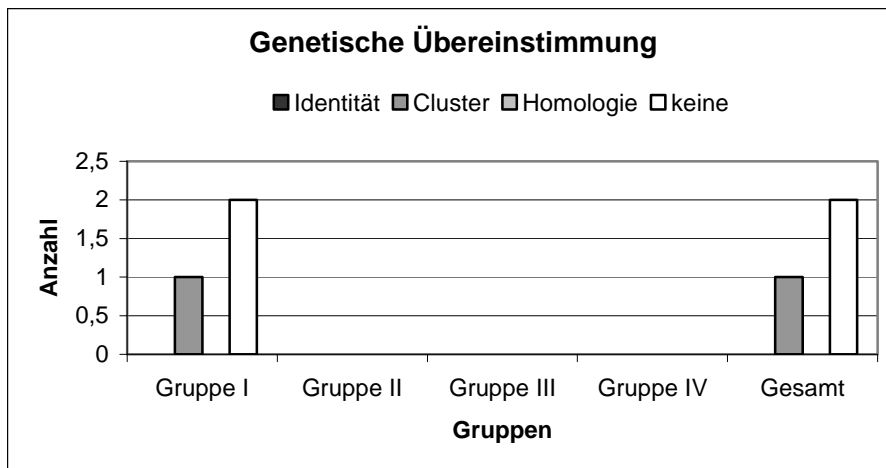 Genetische Übereinstimmung
Identität Cluster Homologie keine
2,5
2
1,5
1
0,5
0
Anzahl
Gruppe I Gruppe II Gruppe III Gruppe IV Gesamt
Gruppen